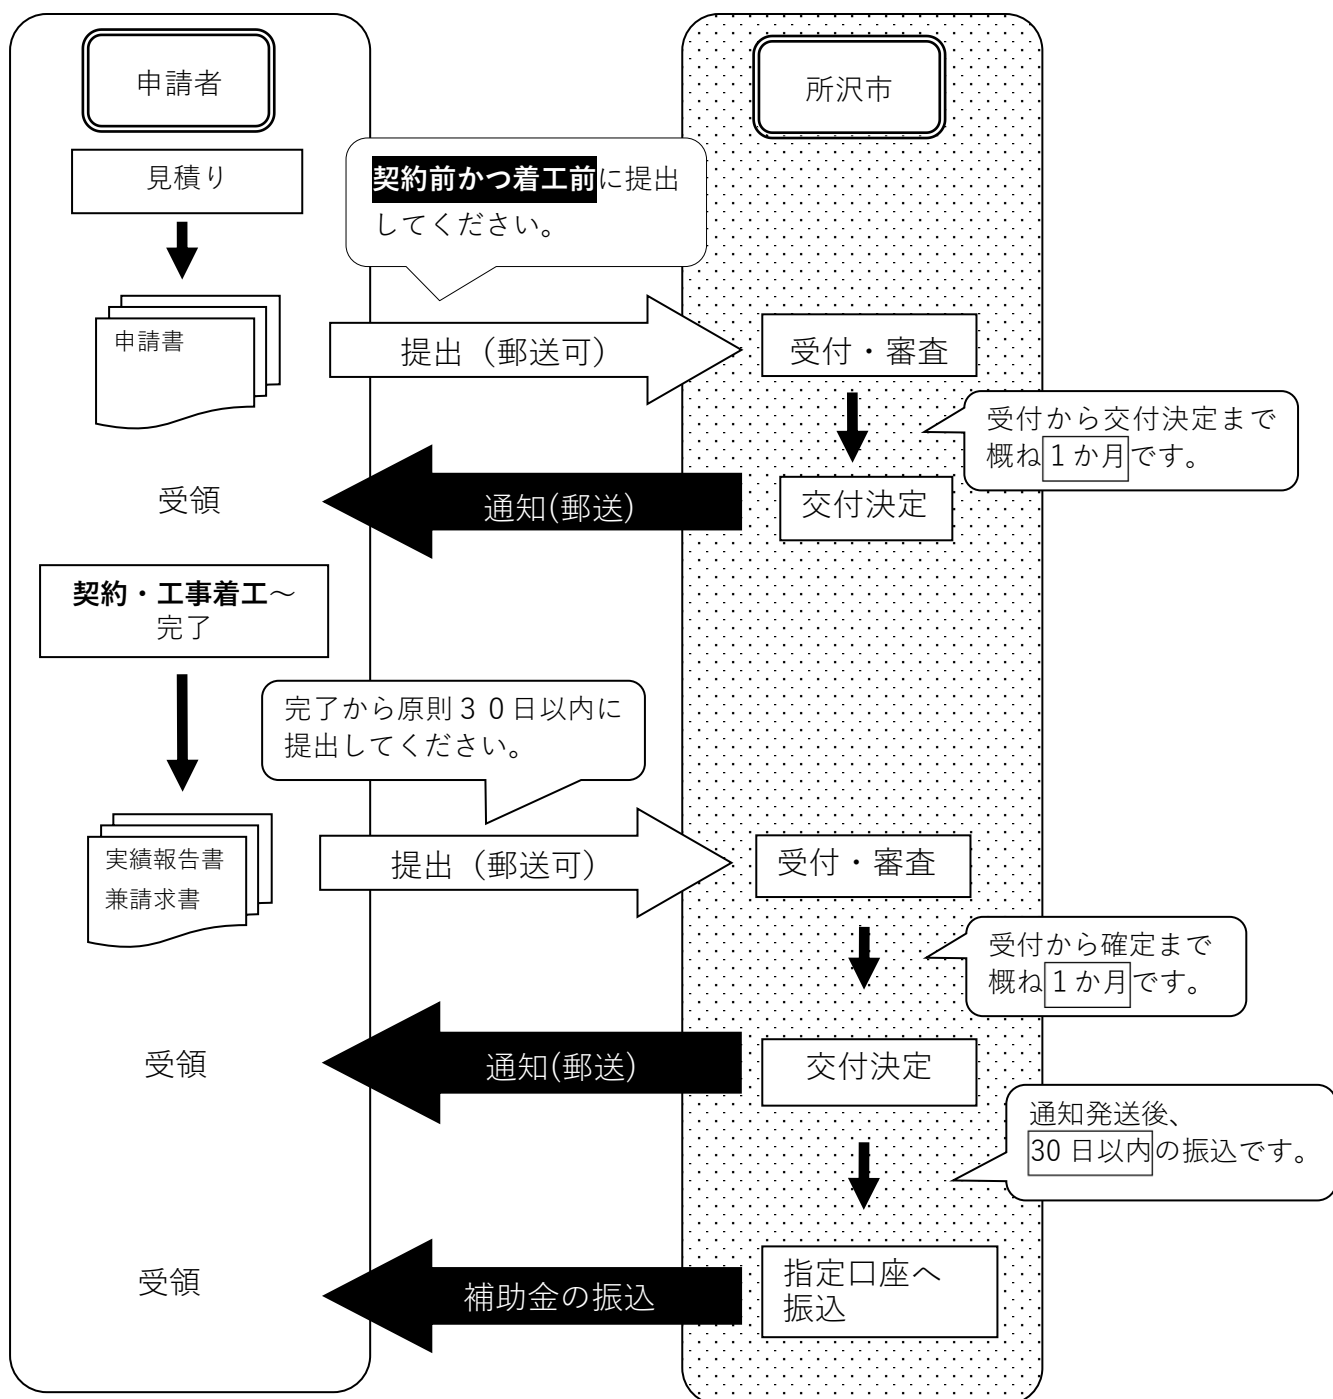 申請者
所沢市
見積り
契約前かつ着工前に提出
してください。
申請書
提出（郵送可）
受付・審査
受付から交付決定まで
概ね１か月です。
受領
通知(郵送)
交付決定
契約・工事着工～
完了
完了から原則３０日以内に
提出してください。
実績報告書
兼請求書
提出（郵送可）
受付・審査
受付から確定まで
概ね１か月です。
受領
通知(郵送)
交付決定
通知発送後、
30日以内の振込です。
受領
補助金の振込
指定口座へ
振込